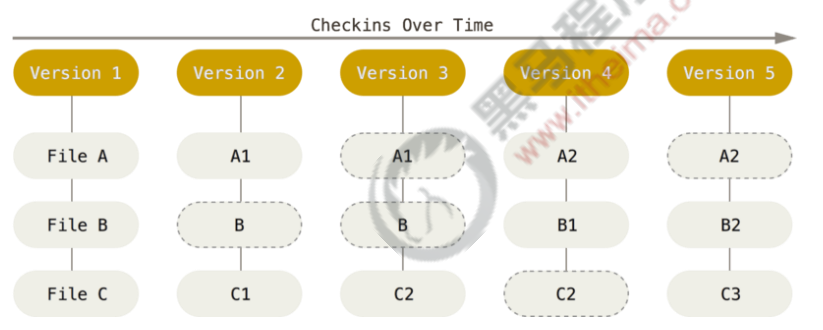 Checkins Over Time
Version 1 Version 2 Version 3 Version 4 Version 5
File A A1 A1 A2 A2
File B B B B1 B2
File C C1 C2 C2 C3
黑马程序
www.itheima.c